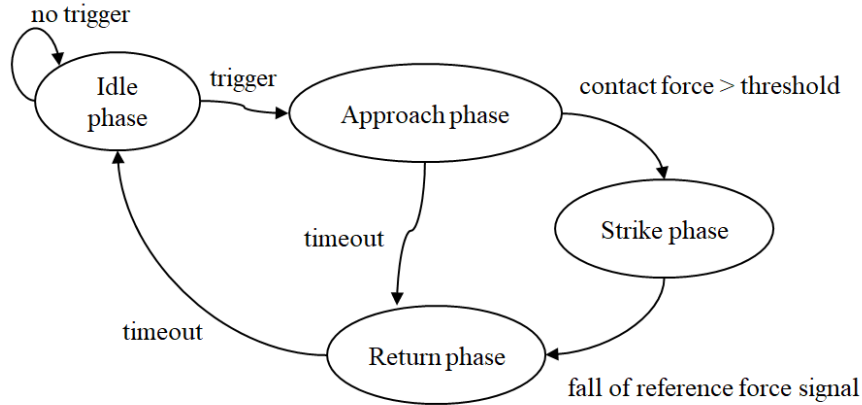 no trigger
Idle
phase
trigger
Approach phase
contact force > threshold
timeout
Strike phase
timeout
Return phase
fall of reference force signal